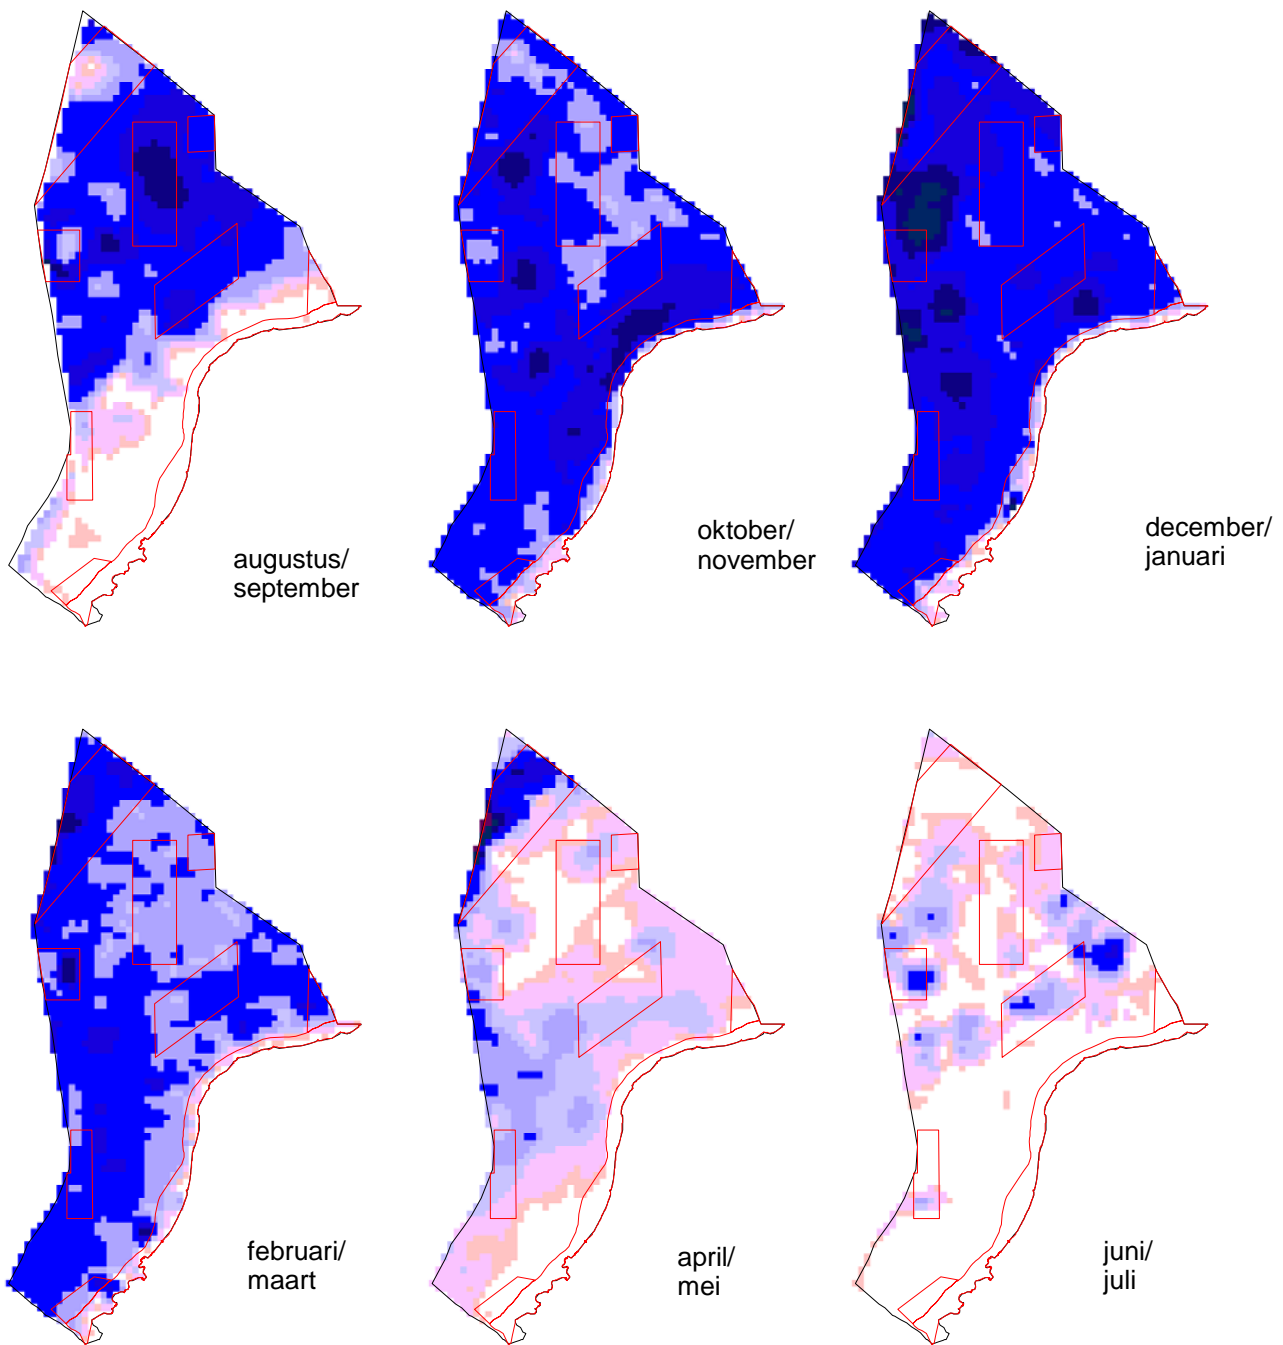 augustus/
september
oktober/
november
december/
januari
februari/
maart
april/
mei
juni/
juli